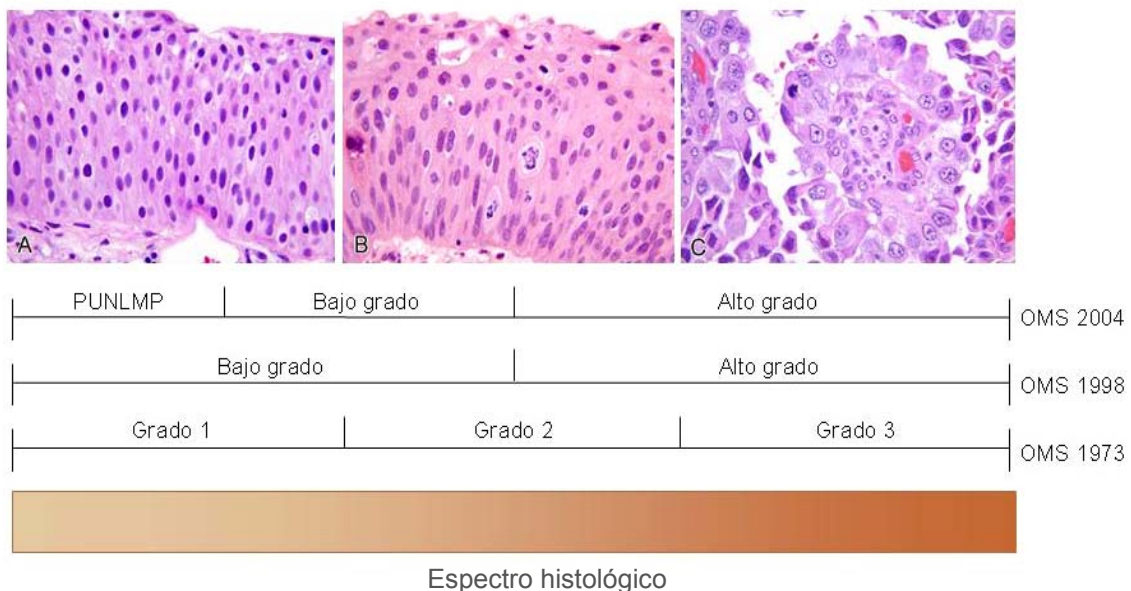 A B C
PUNLMP Bajo grado Alto grado OMS 2004
Bajo grado Alto grado OMS 1998
Grado 1 Grado 2 Grado 3 OMS 1973
Espectro histológico